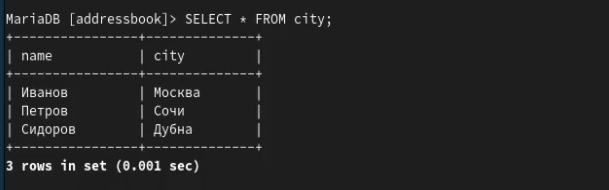 MariaDB [addressbook]> SELECT * FROM city;
+----------------+--------------+
| name           | city         |
+----------------+--------------+
| Иванов         | Москва       |
| Петров         | Сочи         |
| Сидоров        | Дубна        |
+----------------+--------------+
3 rows in set (0.001 sec)